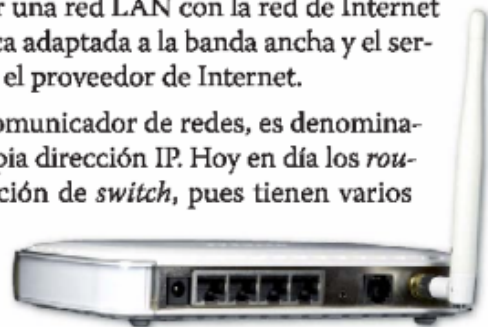 r una red LAN con la red de Internet
ca adaptada a la banda ancha y el ser-
el proveedor de Internet.
omunicador de redes, es denomina-
pia dirección IP. Hoy en día los rou-
ción de switch, pues tienen varios